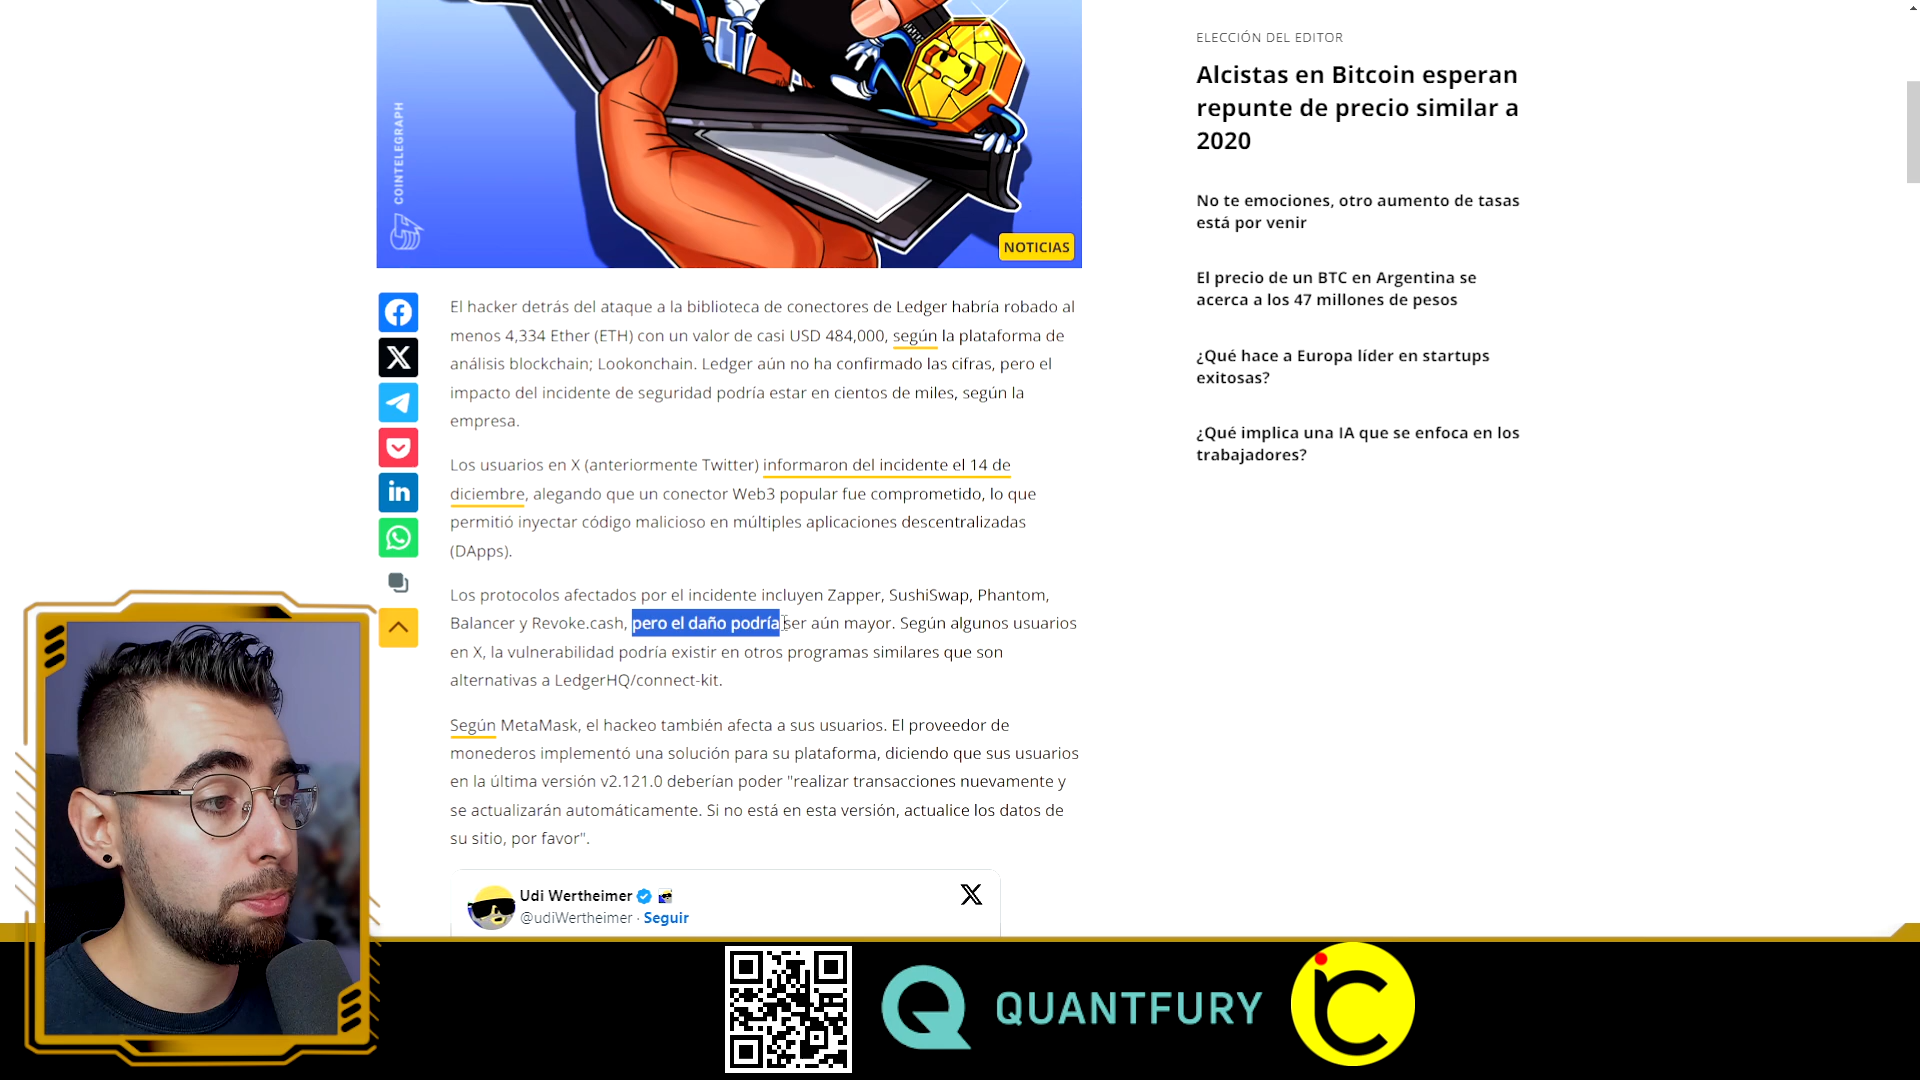 COINTELEGRAPH
NOTICIAS
El hacker detrás del ataque a la biblioteca de conectores de Ledger habría robado al
menos 4,334 Ether (ETH) con un valor de casi USD 484,000, según la plataforma de
análisis blockchain; Lookonchain. Ledger aún no ha confirmado las cifras, pero el
impacto del incidente de seguridad podría estar en cientos de miles, según la
empresa.
Los usuarios en X (anteriormente Twitter) informaron del incidente el 14 de
diciembre, alegando que un conector Web3 popular fue comprometido, lo que
permitió inyectar código malicioso en múltiples aplicaciones descentralizadas
(DApps).
Los protocolos afectados por el incidente incluyen Zapper, SushiSwap, Phantom,
Balancer y Revoke.cash, pero el daño podría ser aún mayor. Según algunos usuarios
en X, la vulnerabilidad podría existir en otros programas similares que son
alternativas a LedgerHQ/connect-kit.
Según MetaMask, el hackeo también afecta a sus usuarios. El proveedor de
monederos implementó una solución para su plataforma, diciendo que sus usuarios
en la última versión v2.121.0 deberían poder "realizar transacciones nuevamente y
se actualizarán automáticamente. Si no está en esta versión, actualice los datos de
su sitio, por favor".
Udi Wertheimer
@udiWertheimer · Seguir
ELECCIÓN DEL EDITOR
Alcistas en Bitcoin esperan
repunte de precio similar a
2020
No te emociones, otro aumento de tasas
está por venir
El precio de un BTC en Argentina se
acerca a los 47 millones de pesos
¿Qué hace a Europa líder en startups
exitosas?
¿Qué implica una IA que se enfoca en los
trabajadores?
QUANTFURY